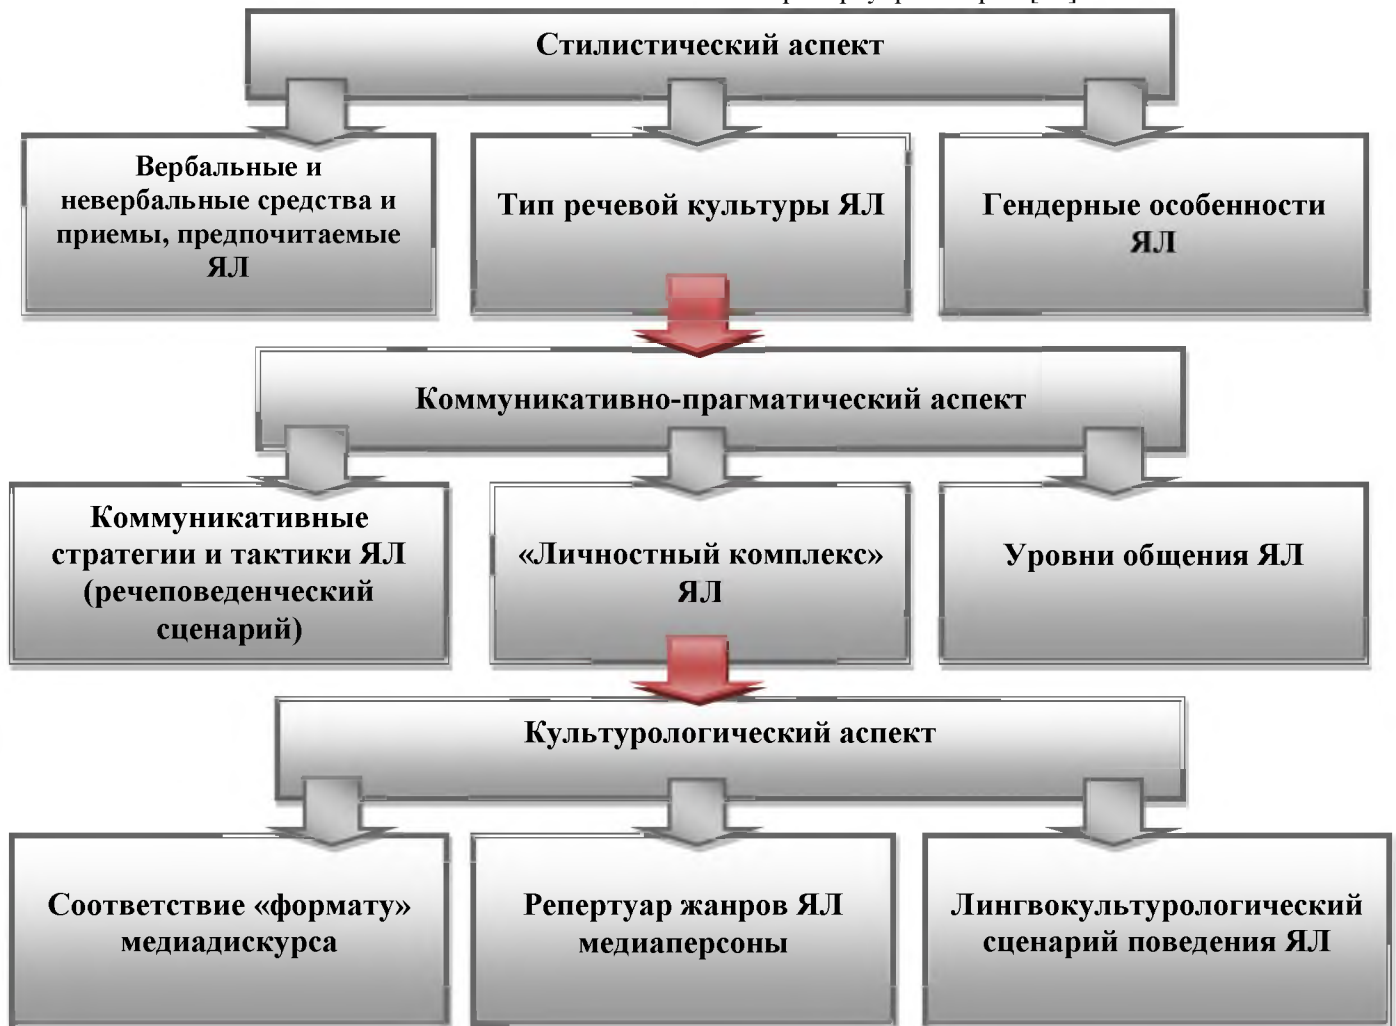 Стилистический аспект
Вербальные и
невербальные средства и
приемы, предпочитаемые
ЯЛ
Тип речевой культуры ЯЛ
Гендерные особенности
ЯЛ
Коммуникативно-прагматический аспект
Коммуникативные
стратегии и тактики ЯЛ
(речеповеденческий
сценарий)
«Личностный комплекс»
ЯЛ
Уровни общения ЯЛ
Культурологический аспект
Соответствие «формату»
медиадискурса
Репертуар жанров ЯЛ
медиаперсоны
Лингвокультурологический
сценарий поведения ЯЛ